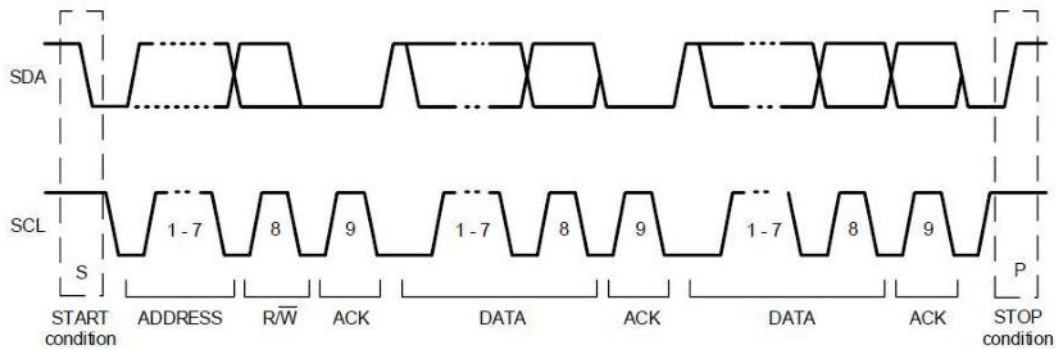 SDA
SCL
1 - 7 8 9 1 - 7 8 9 1 - 7 8 9
S P
START condition ADDRESS R/W̅ ACK DATA ACK DATA ACK STOP condition